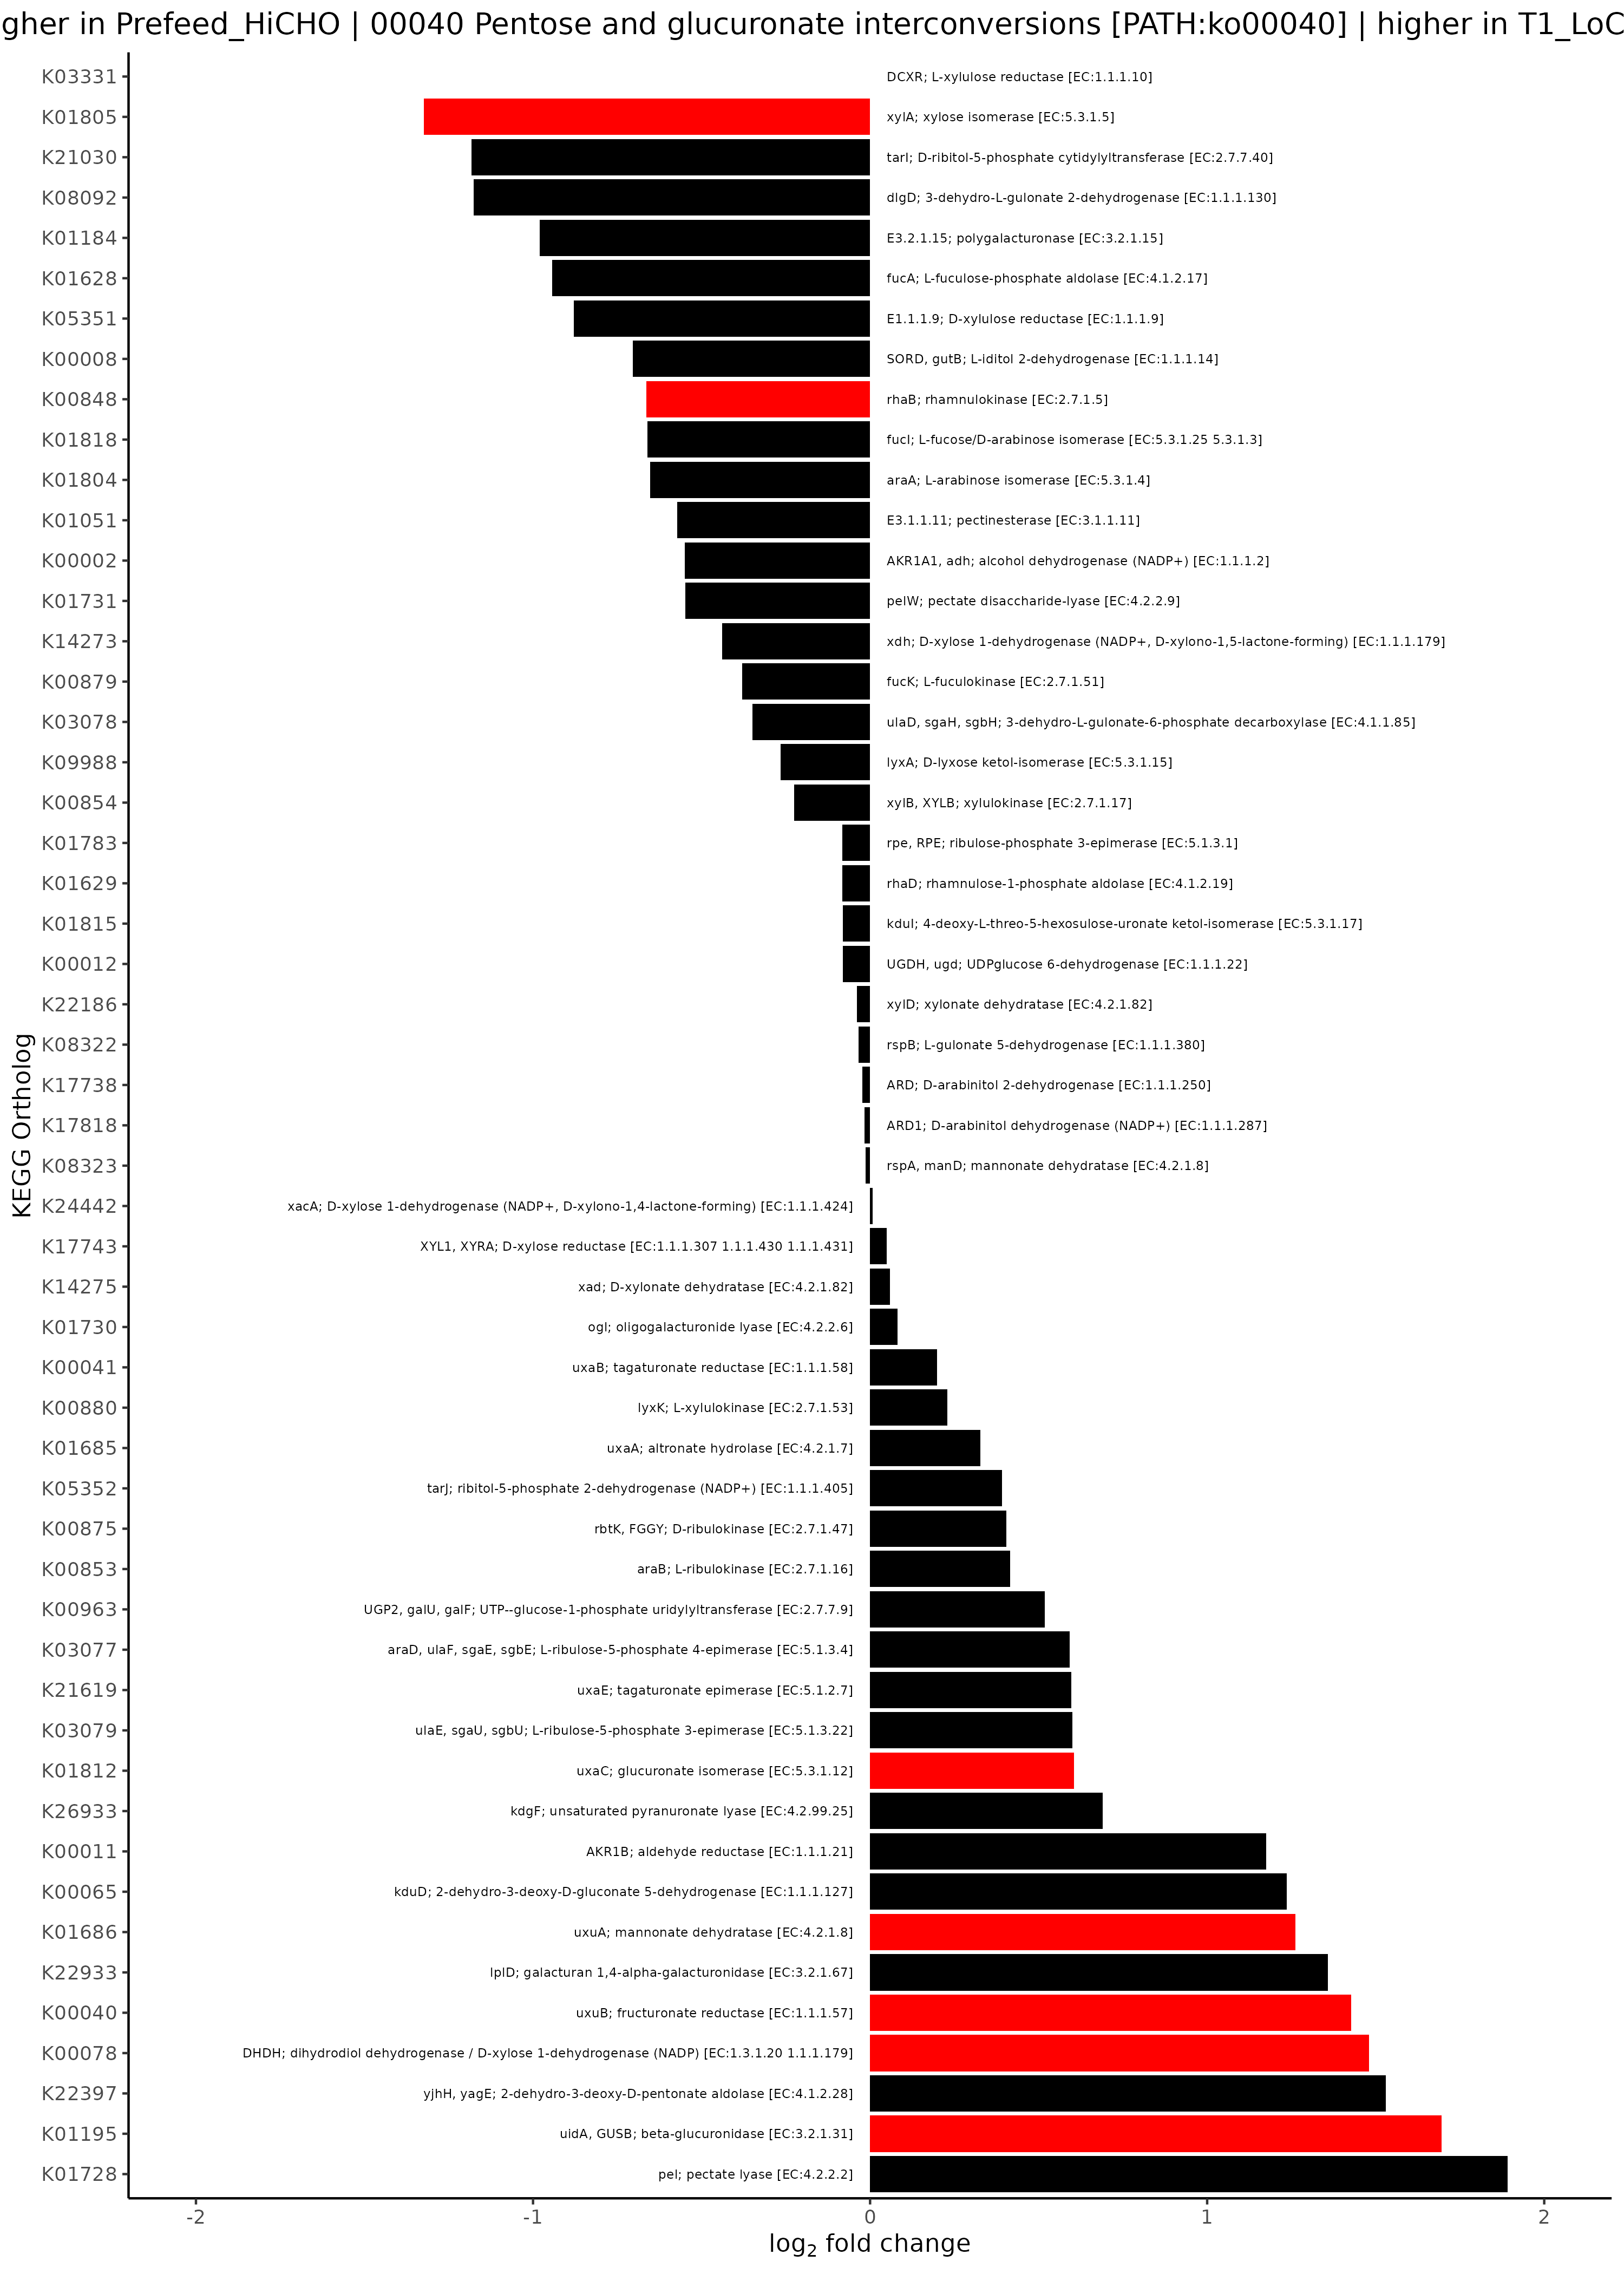 gher in Prefeed_HiCHO | 00040 Pentose and glucuronate interconversions [PATH:ko00040] | higher in T1_LoC
K03331 DCXR; L-xylulose reductase [EC:1.1.1.10]
K01805 xylA; xylose isomerase [EC:5.3.1.5]
K21030 tarI; D-ribitol-5-phosphate cytidylyltransferase [EC:2.7.7.40]
K08092 dlgD; 3-dehydro-L-gulonate 2-dehydrogenase [EC:1.1.1.130]
K01184 E3.2.1.15; polygalacturonase [EC:3.2.1.15]
K01628 fucA; L-fuculose-phosphate aldolase [EC:4.1.2.17]
K05351 E1.1.1.9; D-xylulose reductase [EC:1.1.1.9]
K00008 SORD, gutB; L-iditol 2-dehydrogenase [EC:1.1.1.14]
K00848 rhaB; rhamnulokinase [EC:2.7.1.5]
K01818 fucI; L-fucose/D-arabinose isomerase [EC:5.3.1.25 5.3.1.3]
K01804 araA; L-arabinose isomerase [EC:5.3.1.4]
K01051 E3.1.1.11; pectinesterase [EC:3.1.1.11]
K00002 AKR1A1, adh; alcohol dehydrogenase (NADP+) [EC:1.1.1.2]
K01731 pelW; pectate disaccharide-lyase [EC:4.2.2.9]
K14273 xdh; D-xylose 1-dehydrogenase (NADP+, D-xylono-1,5-lactone-forming) [EC:1.1.1.179]
K00879 fucK; L-fuculokinase [EC:2.7.1.51]
K03078 ulaD, sgaH, sgbH; 3-dehydro-L-gulonate-6-phosphate decarboxylase [EC:4.1.1.85]
K09988 lyxA; D-lyxose ketol-isomerase [EC:5.3.1.15]
K00854 xylB, XYLB; xylulokinase [EC:2.7.1.17]
K01783 rpe, RPE; ribulose-phosphate 3-epimerase [EC:5.1.3.1]
K01629 rhaD; rhamnulose-1-phosphate aldolase [EC:4.1.2.19]
K01815 kduI; 4-deoxy-L-threo-5-hexosulose-uronate ketol-isomerase [EC:5.3.1.17]
K00012 UGDH, ugd; UDPglucose 6-dehydrogenase [EC:1.1.1.22]
K22186 xylD; xylonate dehydratase [EC:4.2.1.82]
K08322 rspB; L-gulonate 5-dehydrogenase [EC:1.1.1.380]
K17738 ARD; D-arabinitol 2-dehydrogenase [EC:1.1.1.250]
K17818 ARD1; D-arabinitol dehydrogenase (NADP+) [EC:1.1.1.287]
K08323 rspA, manD; mannonate dehydratase [EC:4.2.1.8]
K24442 xacA; D-xylose 1-dehydrogenase (NADP+, D-xylono-1,4-lactone-forming) [EC:1.1.1.424]
K17743 XYL1, XYRA; D-xylose reductase [EC:1.1.1.307 1.1.1.430 1.1.1.431]
K14275 xad; D-xylonate dehydratase [EC:4.2.1.82]
K01730 ogl; oligogalacturonide lyase [EC:4.2.2.6]
K00041 uxaB; tagaturonate reductase [EC:1.1.1.58]
K00880 lyxK; L-xylulokinase [EC:2.7.1.53]
K01685 uxaA; altronate hydrolase [EC:4.2.1.7]
K05352 tarJ; ribitol-5-phosphate 2-dehydrogenase (NADP+) [EC:1.1.1.405]
K00875 rbtK, FGGY; D-ribulokinase [EC:2.7.1.47]
K00853 araB; L-ribulokinase [EC:2.7.1.16]
K00963 UGP2, galU, galF; UTP--glucose-1-phosphate uridylyltransferase [EC:2.7.7.9]
K03077 araD, ulaF, sgaE, sgbE; L-ribulose-5-phosphate 4-epimerase [EC:5.1.3.4]
K21619 uxaE; tagaturonate epimerase [EC:5.1.2.7]
K03079 ulaE, sgaU, sgbU; L-ribulose-5-phosphate 3-epimerase [EC:5.1.3.22]
K01812 uxaC; glucuronate isomerase [EC:5.3.1.12]
K26933 kdgF; unsaturated pyranuronate lyase [EC:4.2.99.25]
K00011 AKR1B; aldehyde reductase [EC:1.1.1.21]
K00065 kduD; 2-dehydro-3-deoxy-D-gluconate 5-dehydrogenase [EC:1.1.1.127]
K01686 uxuA; mannonate dehydratase [EC:4.2.1.8]
K22933 lplD; galacturan 1,4-alpha-galacturonidase [EC:3.2.1.67]
K00040 uxuB; fructuronate reductase [EC:1.1.1.57]
K00078 DHDH; dihydrodiol dehydrogenase / D-xylose 1-dehydrogenase (NADP) [EC:1.3.1.20 1.1.1.179]
K22397 yjhH, yagE; 2-dehydro-3-deoxy-D-pentonate aldolase [EC:4.1.2.28]
K01195 uidA, GUSB; beta-glucuronidase [EC:3.2.1.31]
K01728 pel; pectate lyase [EC:4.2.2.2]
KEGG Ortholog
-2 -1 0 1 2
log2 fold change